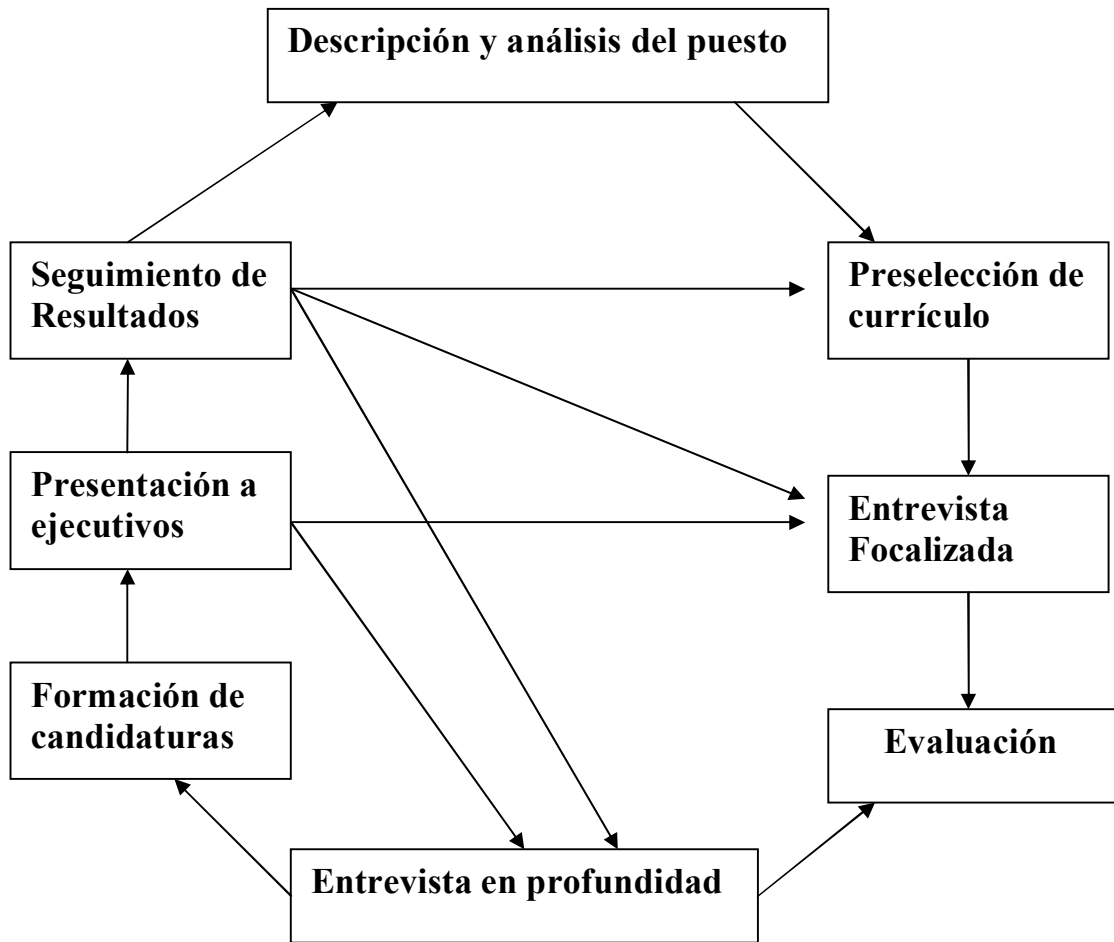 Descripción y análisis del puesto
Seguimiento de
Resultados
Preselección de
currículo
Presentación a
ejecutivos
Entrevista
Focalizada
Formación de
candidaturas
Evaluación
Entrevista en profundidad